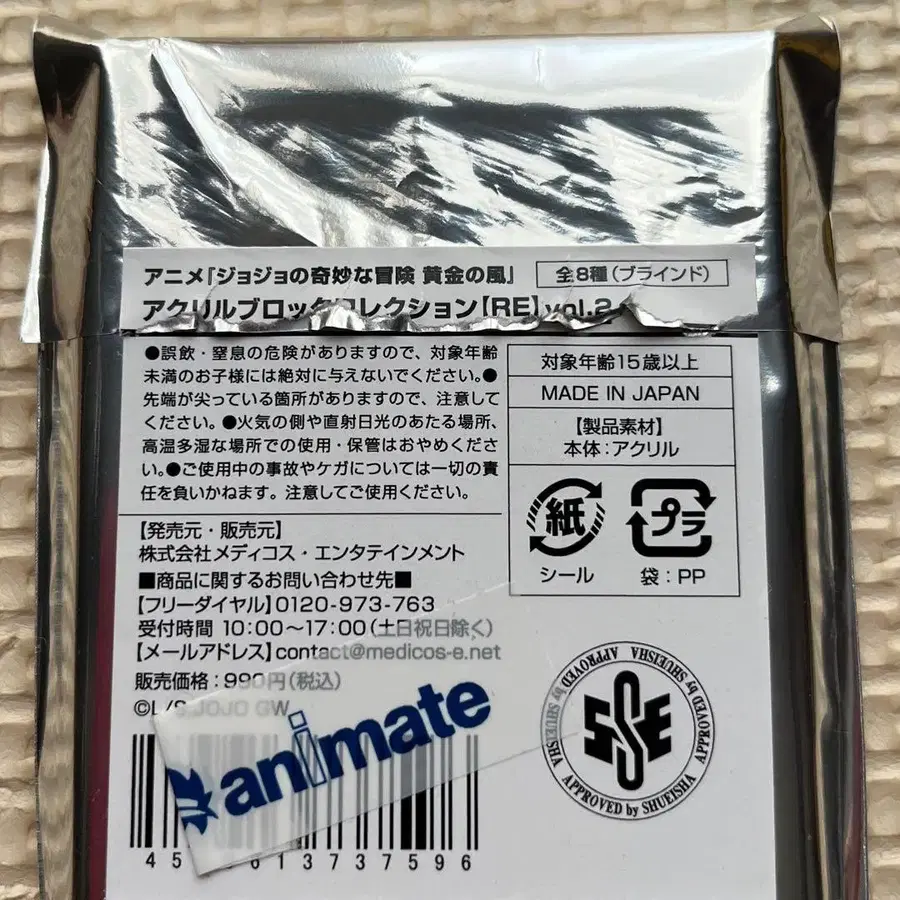 アニメ『ジョジョの奇妙な冒険 黄金の風』 全8種(ブラインド)
アクリルブロックコレクション【RE】vol.2
●誤飲・窒息の危険がありますので、対象年齢
未満のお子様には絶対に与えないでください。●
先端が尖っている箇所がありますので、注意して
ください。●火気の側や直射日光のあたる場所、
高温多湿な場所での使用・保管はおやめくださ
い。●ご使用中の事故やケガについては一切の責
任を負いかねます。注意してご使用ください。
対象年齢15歳以上
MADE IN JAPAN
【製品素材】
本体:アクリル
紙
プラ
シール
袋:PP
【発売元・販売元】
株式会社メディコス・エンタテインメント
■商品に関するお問い合わせ先■
【フリーダイヤル】0120-973-763
受付時間 10:00〜17:00(土日祝日除く)
【メールアドレス】contact@medicos-e.net
販売価格:990円(税込)
JOJO GW
animate
APPROVED by SHUEISHA APPROVED by SHUEISHA APPROVED by SHUEISHA
SSE
45 613737596